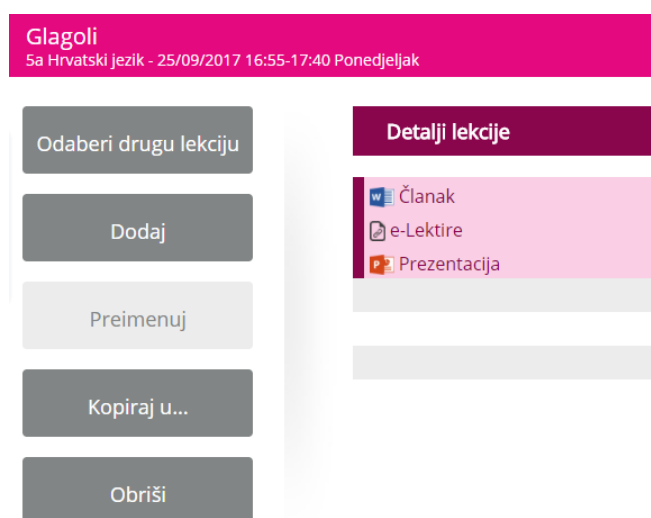 Glagoli
5a Hrvatski jezik - 25/09/2017 16:55-17:40 Ponedjeljak
Odaberi drugu lekciju
Dodaj
Preimenuj
Kopiraj u...
Obriši
Detalji lekcije
Članak
e-Lektire
Prezentacija